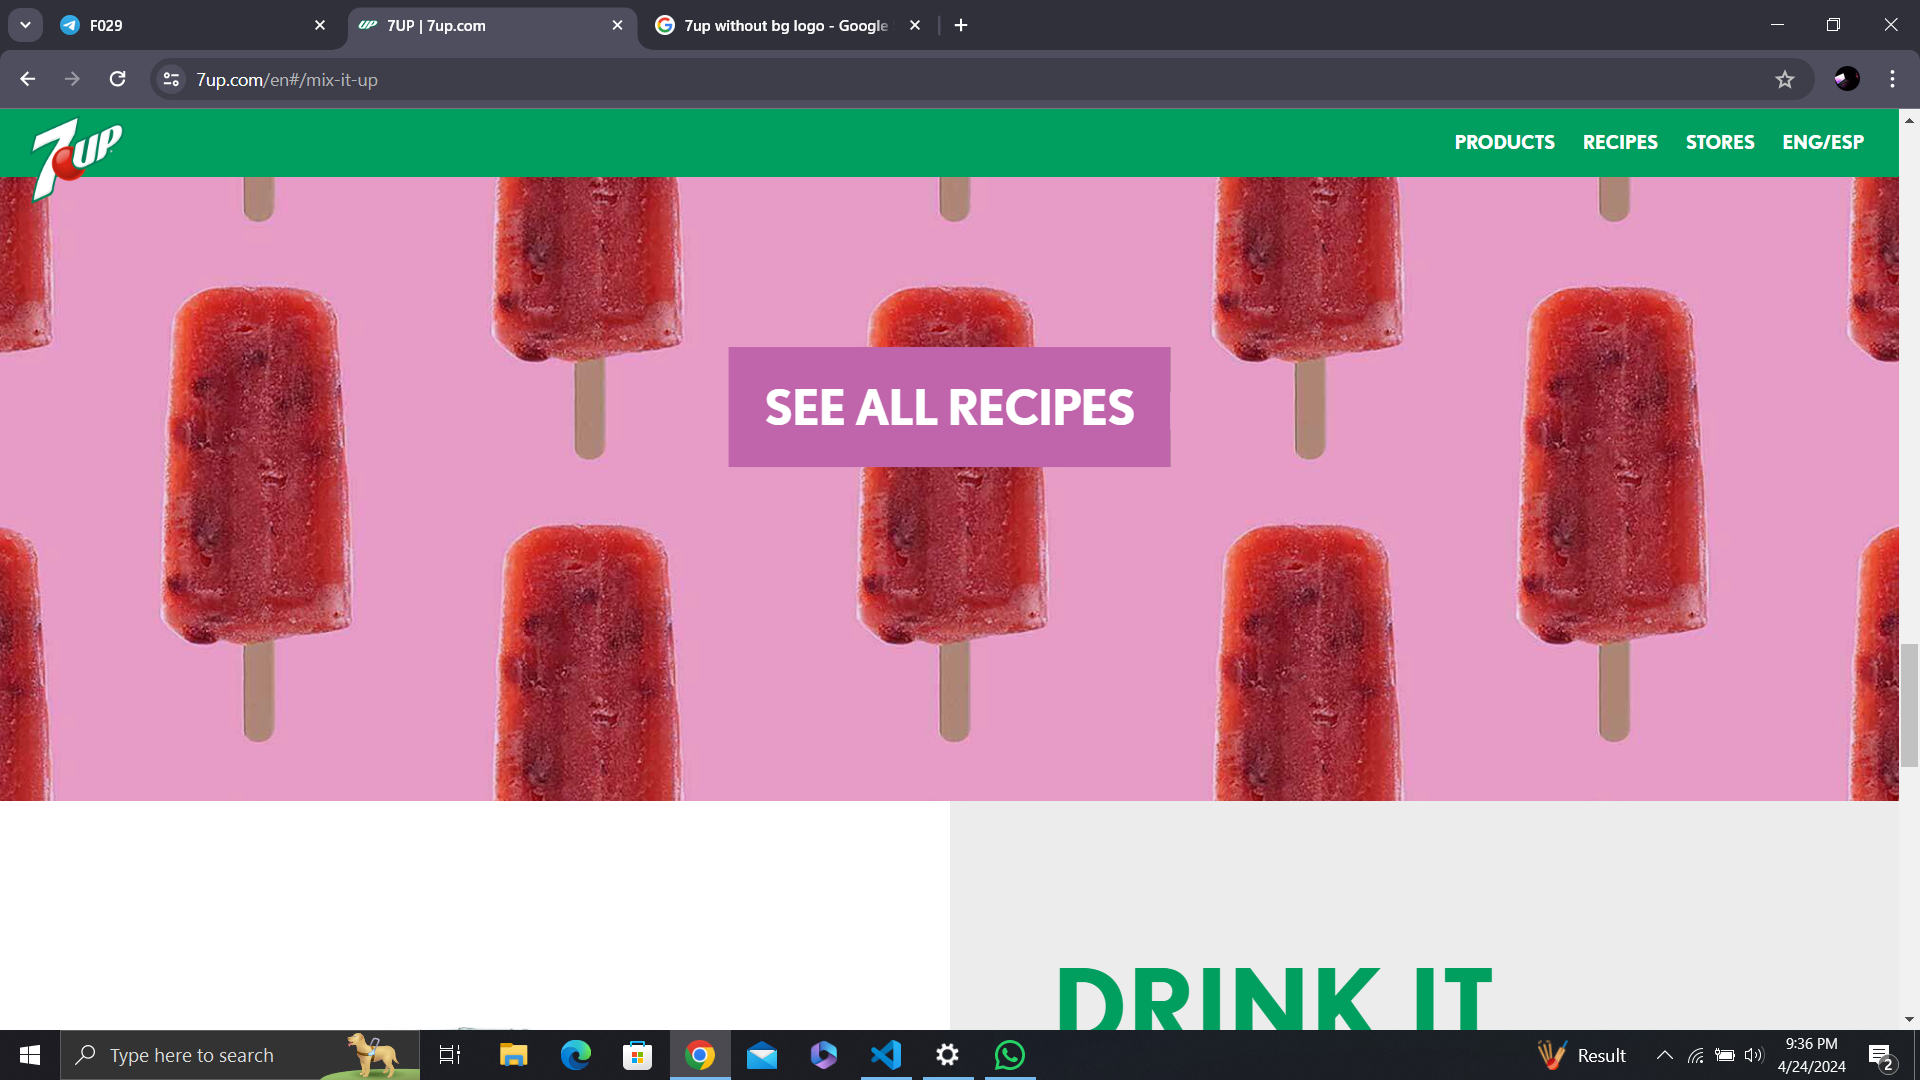 F029
7UP | 7up.com
7up without bg logo - Google
7up.com/en#/mix-it-up
7UP
PRODUCTS
RECIPES
STORES
ENG/ESP
SEE ALL RECIPES
DRINK IT
Type here to search
Result
9:36 PM
4/24/2024
2